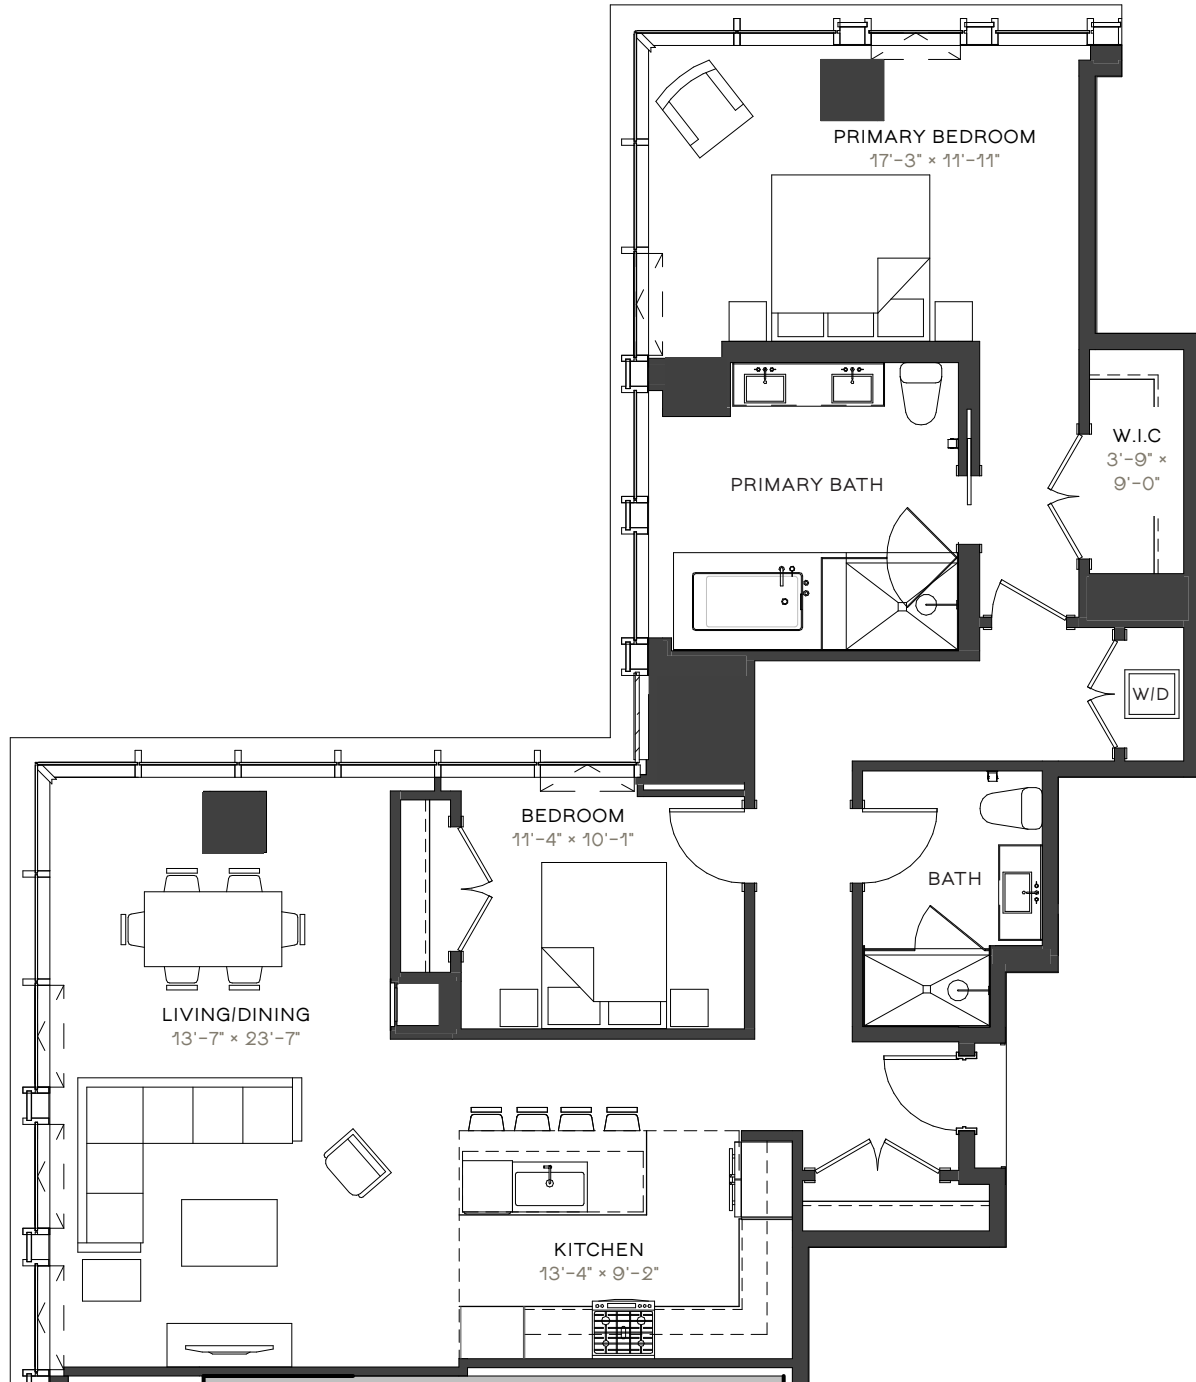 PRIMARY BEDROOM
17'-3" × 11'-11"
W.I.C
3'-9" ×
9'-0"
PRIMARY BATH
W/D
BEDROOM
11'-4" × 10'-1"
BATH
LIVING/DINING
13'-7" × 23'-7"
KITCHEN
13'-4" × 9'-2"